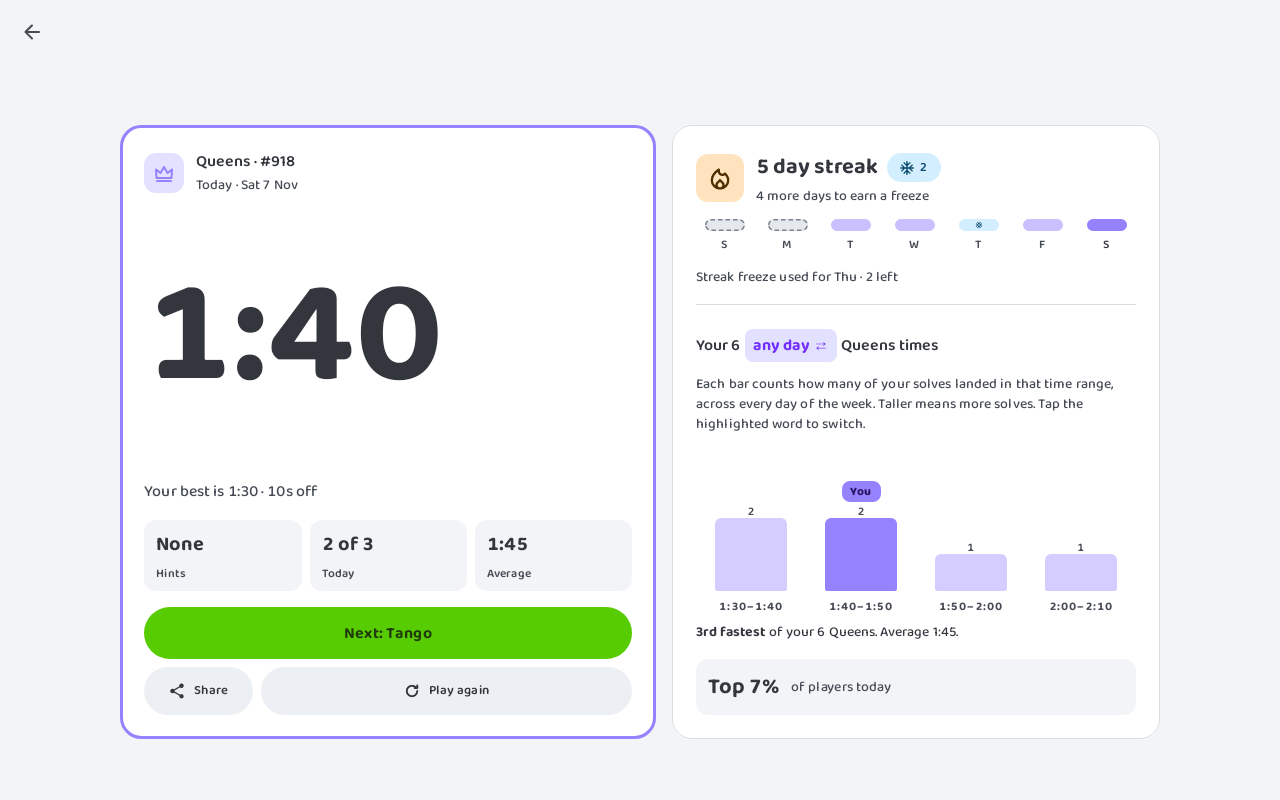 Queens · #918
Today · Sat 7 Nov
1:40
Your best is 1:30 · 10s off
None
Hints
2 of 3
Today
1:45
Average
Next: Tango
Share
Play again
5 day streak
2
4 more days to earn a freeze
S M T W T F S
Streak freeze used for Thu · 2 left
Your 6 any day Queens times
Each bar counts how many of your solves landed in that time range,
across every day of the week. Taller means more solves. Tap the
highlighted word to switch.
You
2 2 1 1
1:30–1:40 1:40–1:50 1:50–2:00 2:00–2:10
3rd fastest of your 6 Queens. Average 1:45.
Top 7% of players today